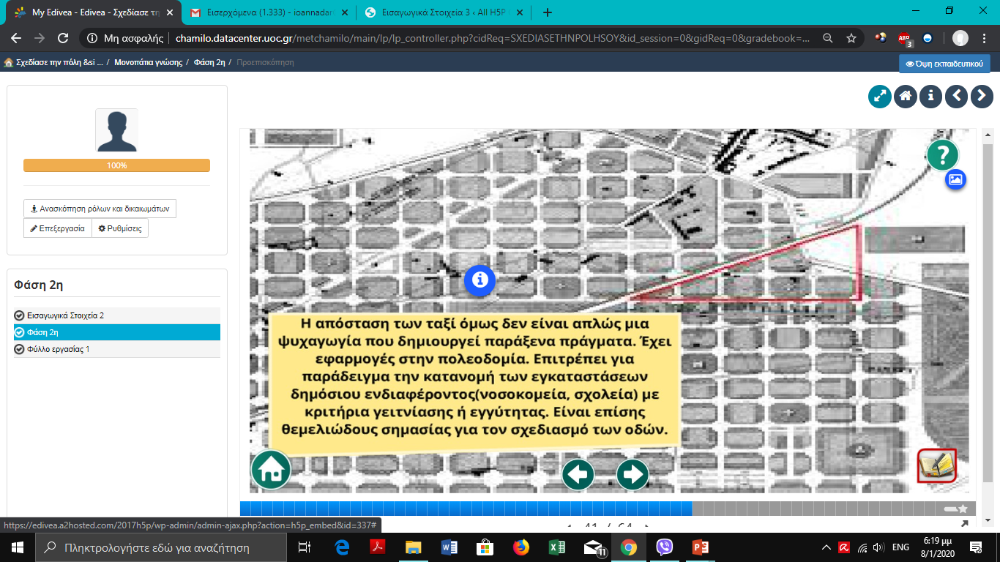 My Edivea - Edivea - Σχεδίασε τη
Εισερχόμενα (1.333) - ioannadar
Εισαγωγικά Στοιχεία 3 ‹ All H5P
Μη ασφαλής
chamilo.datacenter.uoc.gr/metchamilo/main/lp/lp_controller.php?cidReq=SXEDIASETHNPOLHSOY&id_session=0&gidReq=0&gradebook=...
ABP
3
Σχεδίασε την πόλη &si ... / Μονοπάτια γνώσης / Φάση 2η / Προεπισκόπηση
Όψη εκπαιδευτικού
100%
Ανασκόπηση ρόλων και δικαιωμάτων
Επεξεργασία
Ρυθμίσεις
Φάση 2η
Εισαγωγικά Στοιχεία 2
Φάση 2η
Φύλλο εργασίας 1
?
Η απόσταση των ταξί όμως δεν είναι απλώς μια
ψυχαγωγία που δημιουργεί παράξενα πράγματα. Έχει
εφαρμογές στην πολεοδομία. Επιτρέπει για
παράδειγμα την κατανομή των εγκαταστάσεων
δημόσιου ενδιαφέροντος(νοσοκομεία, σχολεία) με
κριτήρια γειτνίασης ή εγγύτητας. Είναι επίσης
θεμελιώδους σημασίας για τον σχεδιασμό των οδών.
41 / 64
https://edivea.a2hosted.com/2017h5p/wp-admin/admin-ajax.php?action=h5p_embed&id=337#
Πληκτρολογήστε εδώ για αναζήτηση
11
ENG
6:19 μμ
8/1/2020